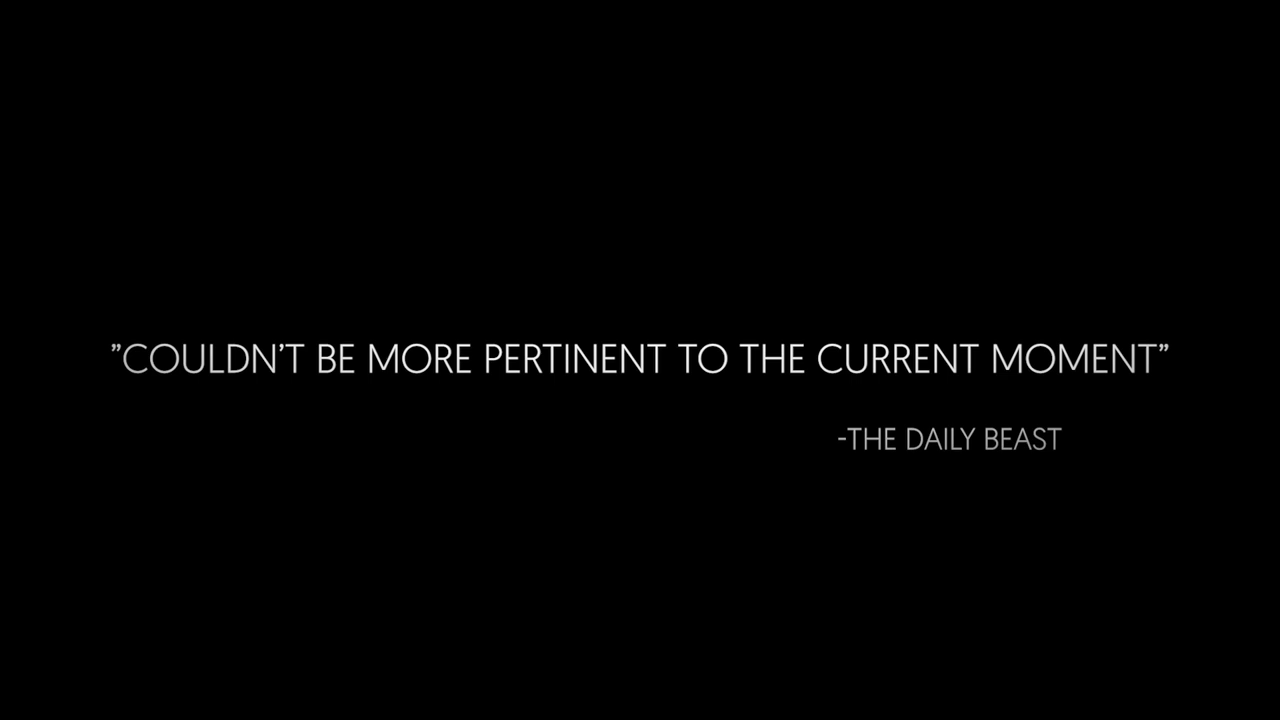 ”COULDN’T BE MORE PERTINENT TO THE CURRENT MOMENT”
-THE DAILY BEAST